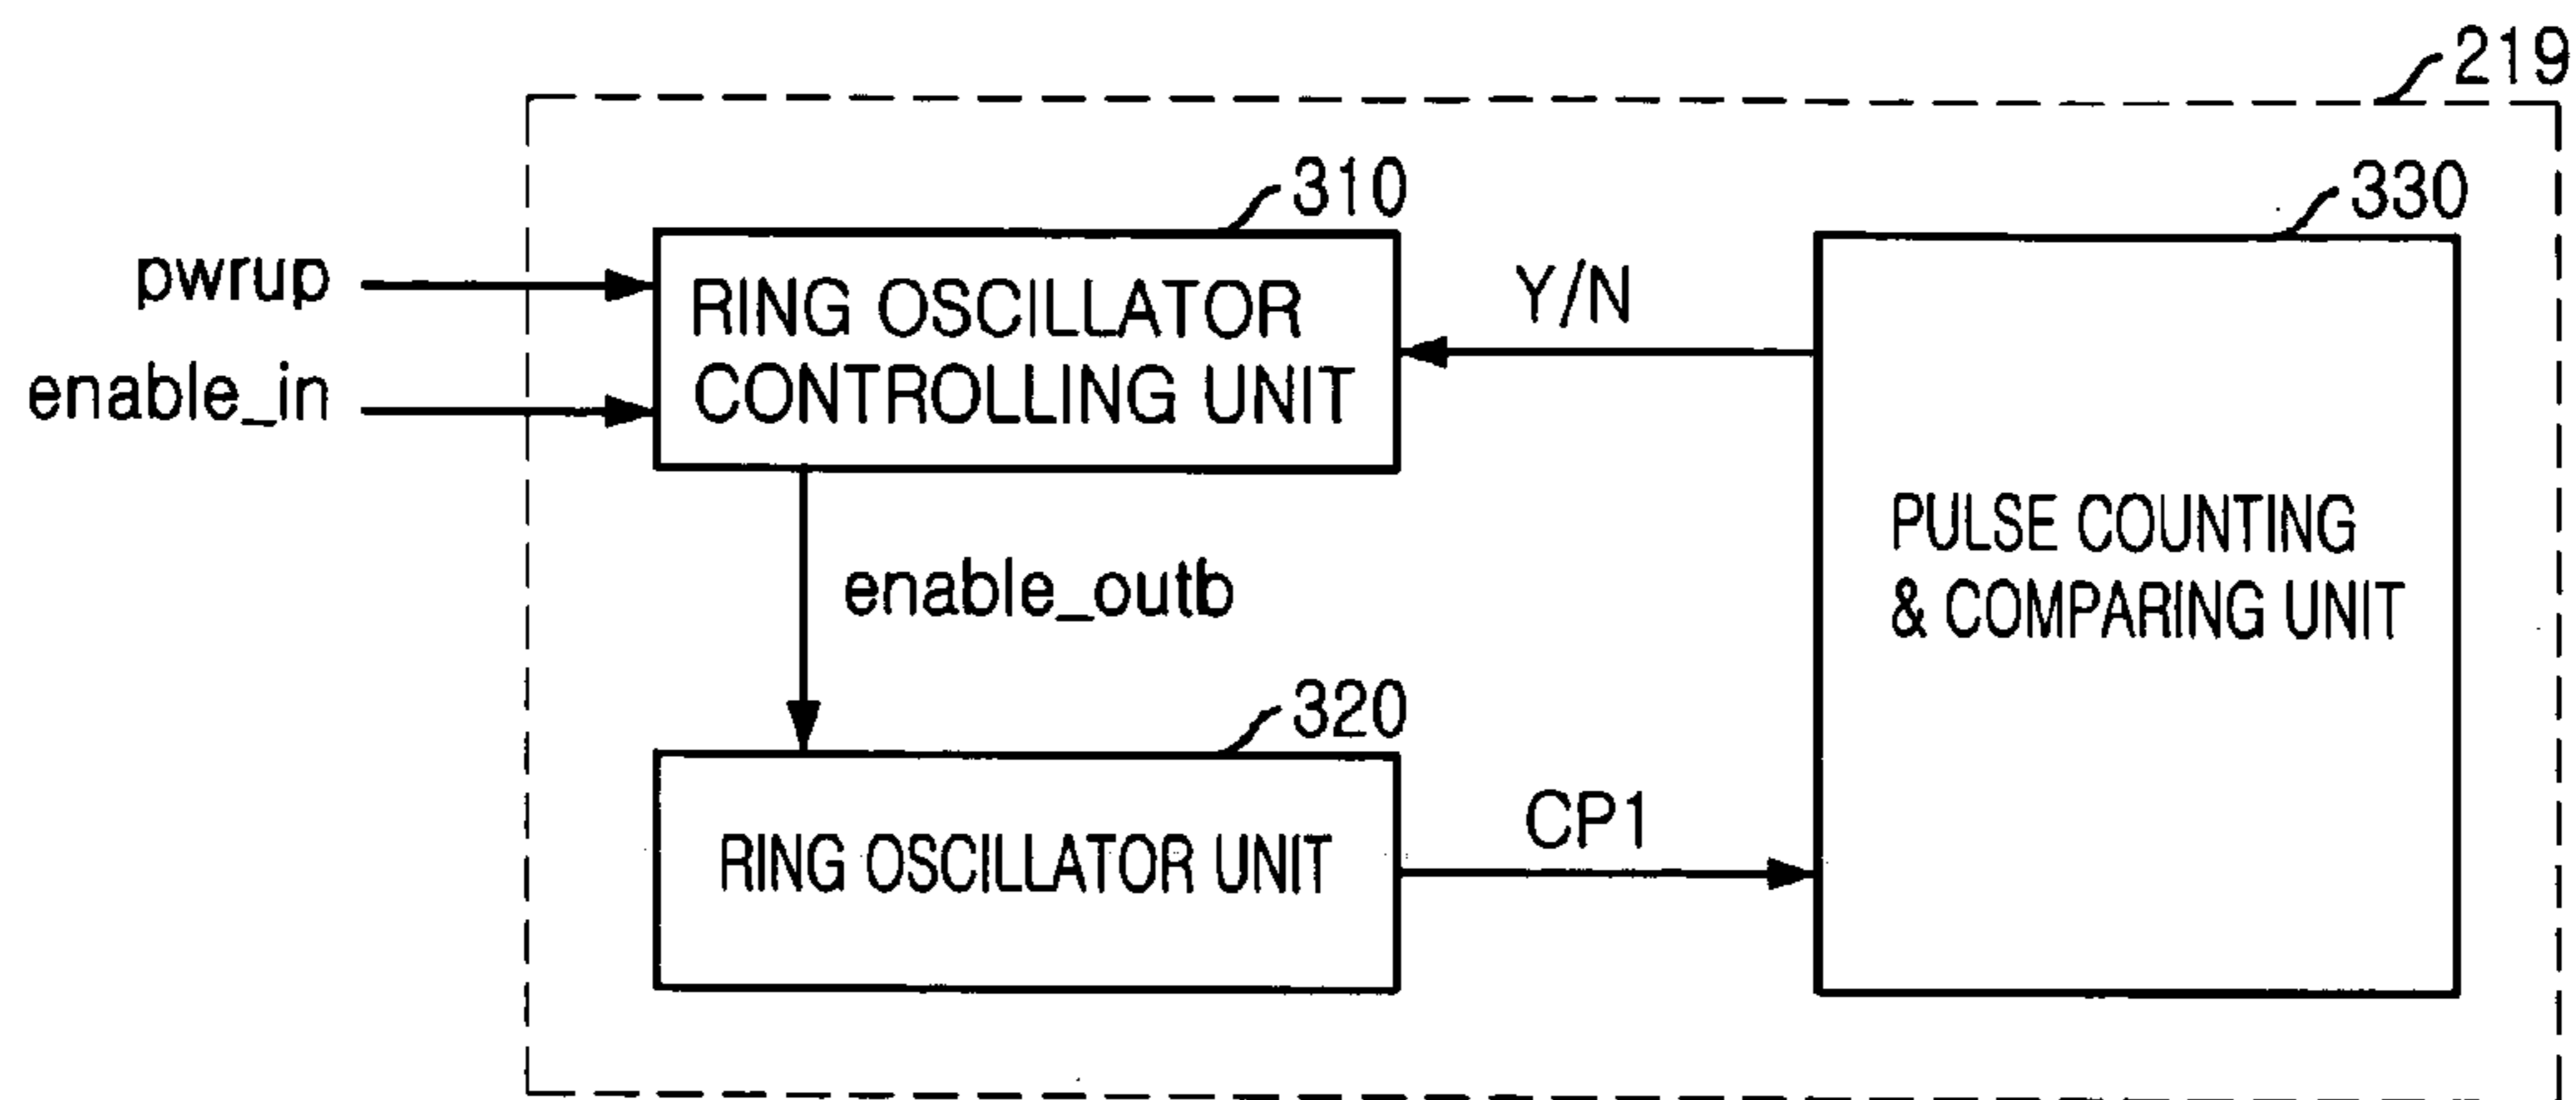 219
310
330
pwrup
RING OSCILLATOR
CONTROLLING UNIT
Y/N
enable_in
PULSE COUNTING
& COMPARING UNIT
enable_outb
320
CP1
RING OSCILLATOR UNIT